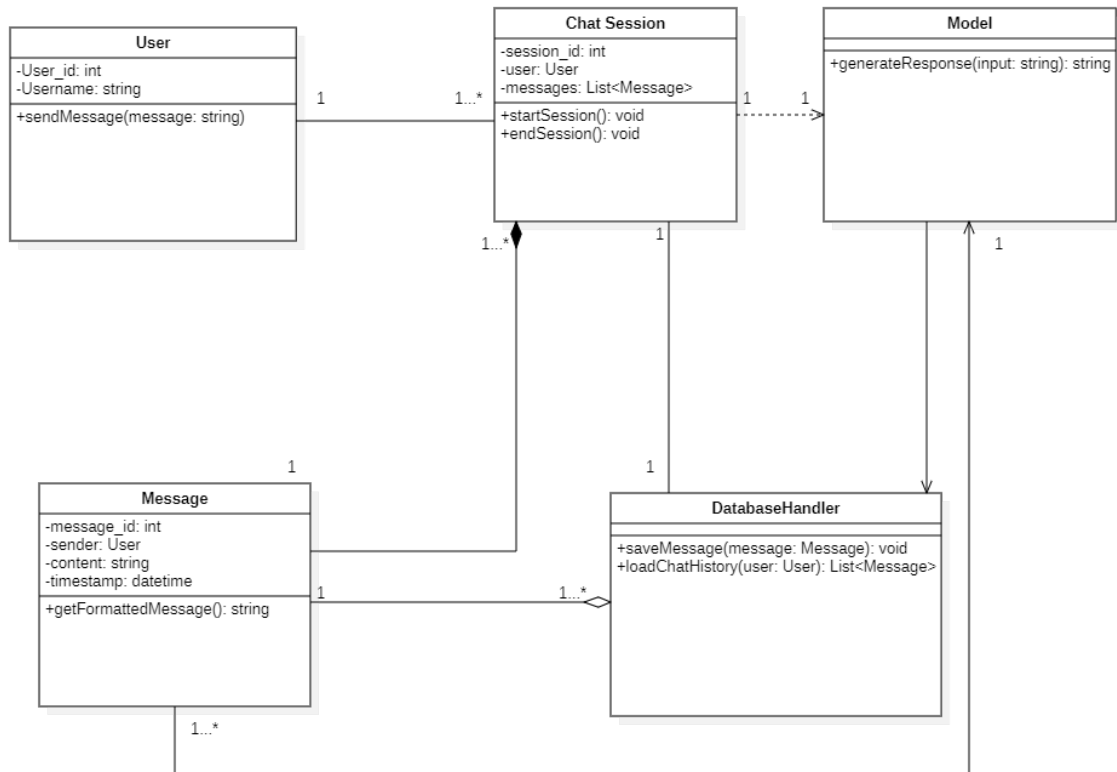 User
-User_id: int
-Username: string
+sendMessage(message: string)
1
1...*
Chat Session
-session_id: int
-user: User
-messages: List<Message>
+startSession(): void
+endSession(): void
1
1
Model
+generateResponse(input: string): string
1...*
1
1
1
1
Message
-message_id: int
-sender: User
-content: string
-timestamp: datetime
+getFormattedMessage(): string
1
1...*
DatabaseHandler
+saveMessage(message: Message): void
+loadChatHistory(user: User): List<Message>
1...*